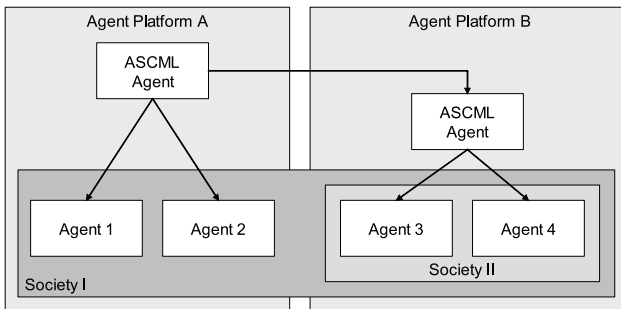 Agent Platform A
Agent Platform B
ASCML
Agent
ASCML
Agent
Agent 1
Agent 2
Agent 3
Agent 4
Society II
Society I